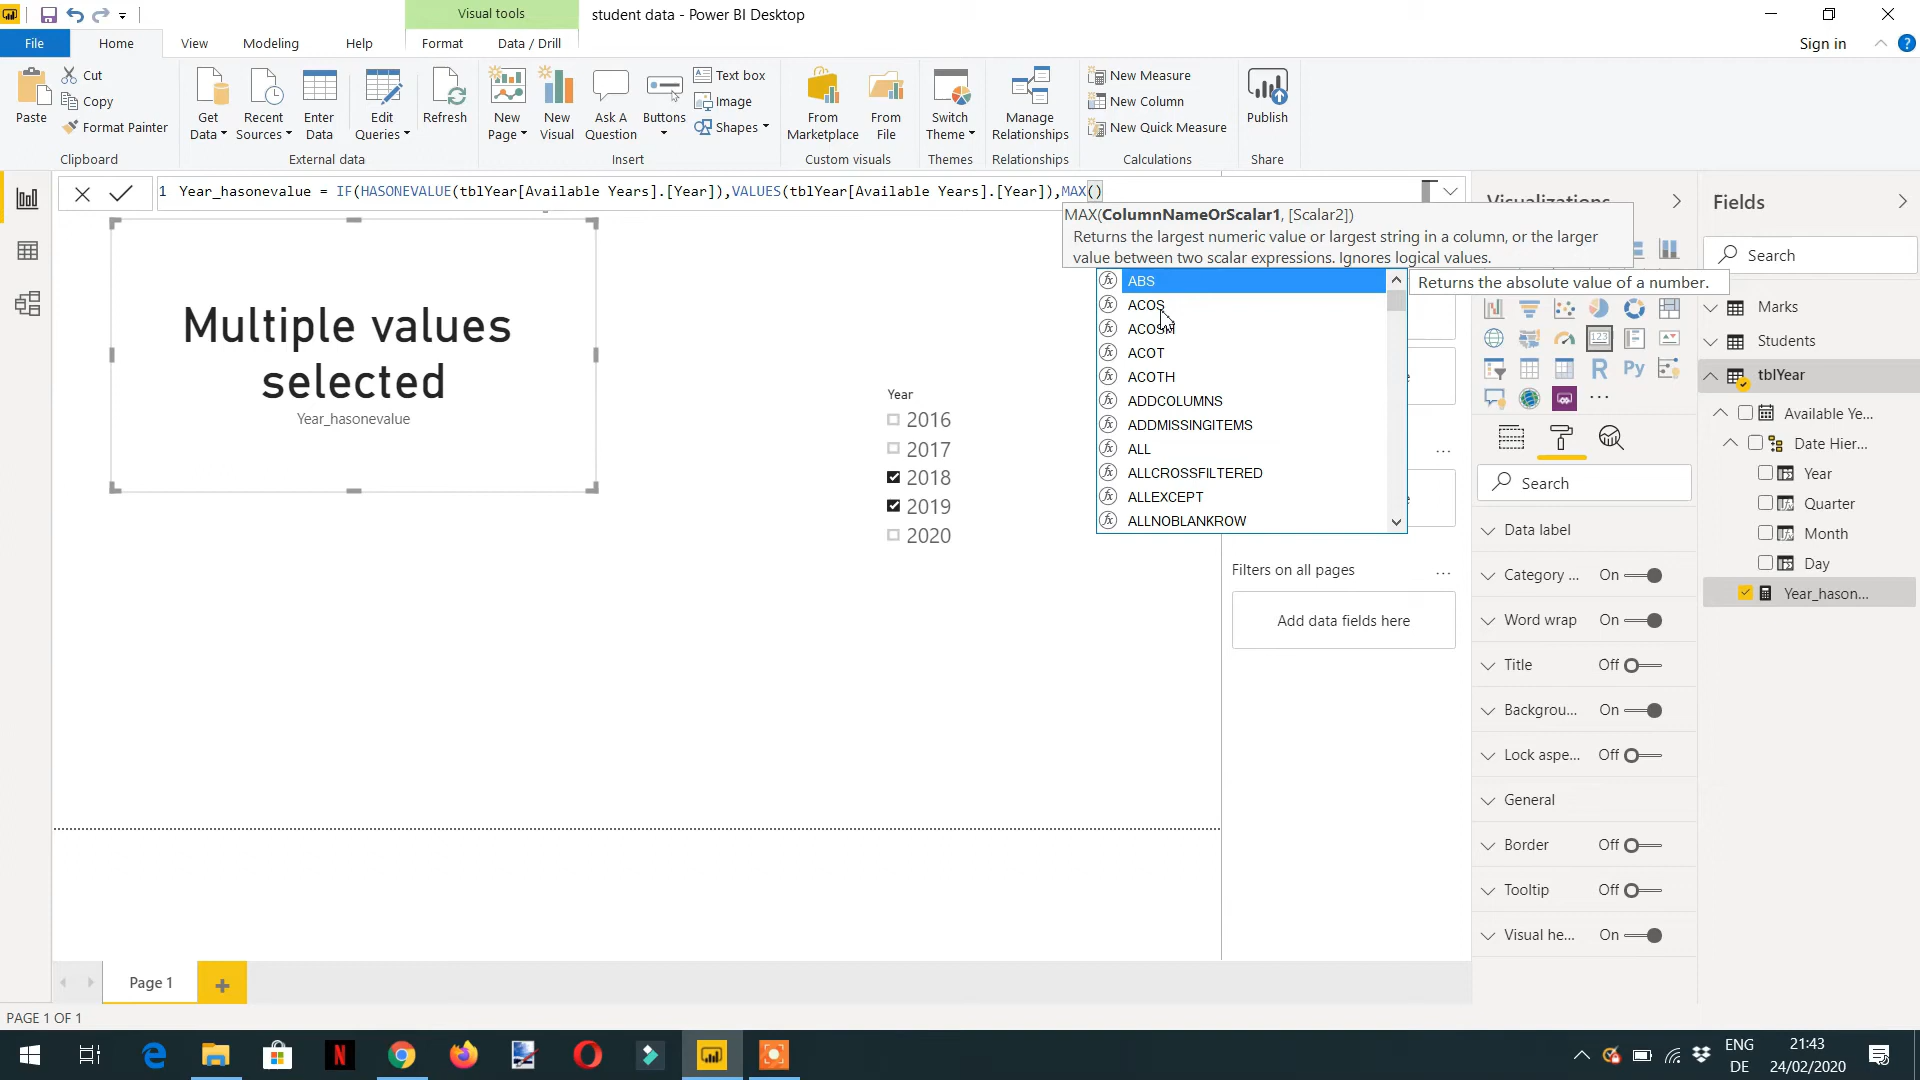 Visual tools
student data - Power BI Desktop
File
Home
View
Modeling
Help
Format
Data / Drill
Sign in
Paste
Cut
Copy
Format Painter
Clipboard
Get Data
Recent Sources
Enter Data
Edit Queries
Refresh
External data
New Page
New Visual
Ask A Question
Buttons
Text box
Image
Shapes
Insert
From Marketplace
From File
Custom visuals
Switch Theme
Themes
Manage Relationships
Relationships
New Measure
New Column
New Quick Measure
Calculations
Publish
Share
1 Year_hasonevalue = IF(HASONEVALUE(tblYear[Available Years].[Year]),VALUES(tblYear[Available Years].[Year]),MAX()
MAX(ColumnNameOrScalar1, [Scalar2])
Returns the largest numeric value or largest string in a column, or the larger
value between two scalar expressions. Ignores logical values.
ABS
Returns the absolute value of a number.
ACOS
ACOSH
ACOT
ACOTH
ADDCOLUMNS
ADDMISSINGITEMS
ALL
ALLCROSSFILTERED
ALLEXCEPT
ALLNOBLANKROW
Multiple values
selected
Year_hasonevalue
Year
2016
2017
2018
2019
2020
Filters on all pages
...
Add data fields here
Search
Data label
Category ... On
Word wrap On
Title Off
Backgrou... On
Lock aspe... Off
General
Border Off
Tooltip Off
Visual he... On
R
Py
Fields
Search
Marks
Students
tblYear
Available Ye...
Date Hier...
Year
Quarter
Month
Day
Year_hason...
Page 1
PAGE 1 OF 1
ENG
DE
21:43
24/02/2020